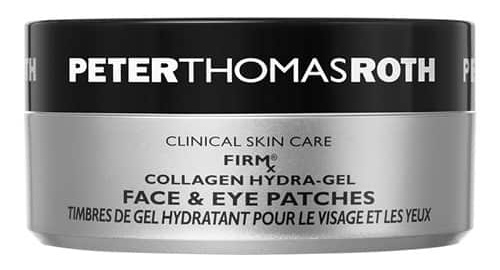 TH PETERTHOMASROTH P
CLINICAL SKIN CARE
FIRMx®
COLLAGEN HYDRA-GEL
FACE & EYE PATCHES
TIMBRES DE GEL HYDRATANT POUR LE VISAGE ET LES YEUX